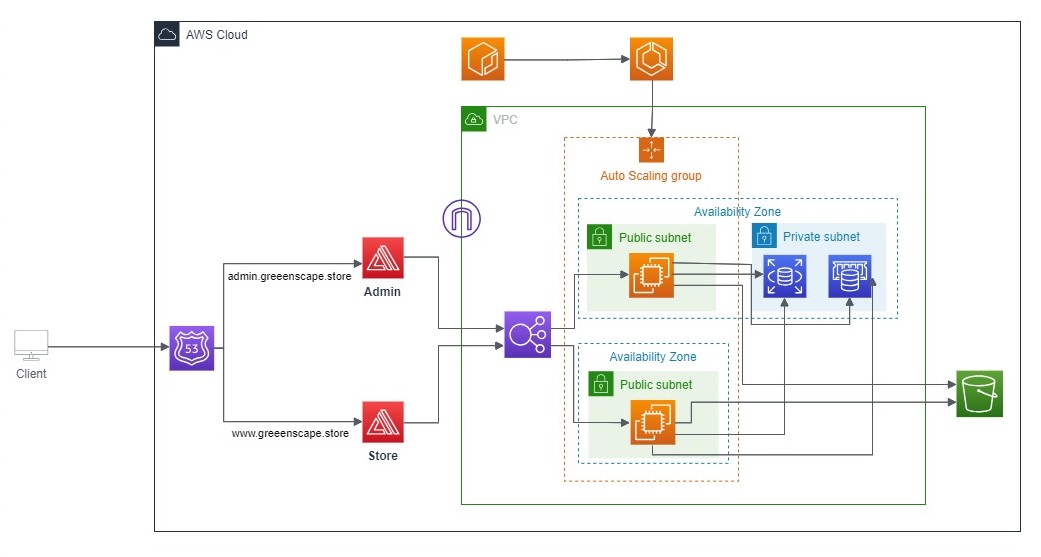 AWS Cloud
VPC
Auto Scaling group
Availability Zone
Public subnet
Private subnet
admin.greeenscape.store
Admin
53
Client
Availability Zone
Public subnet
www.greeenscape.store
Store